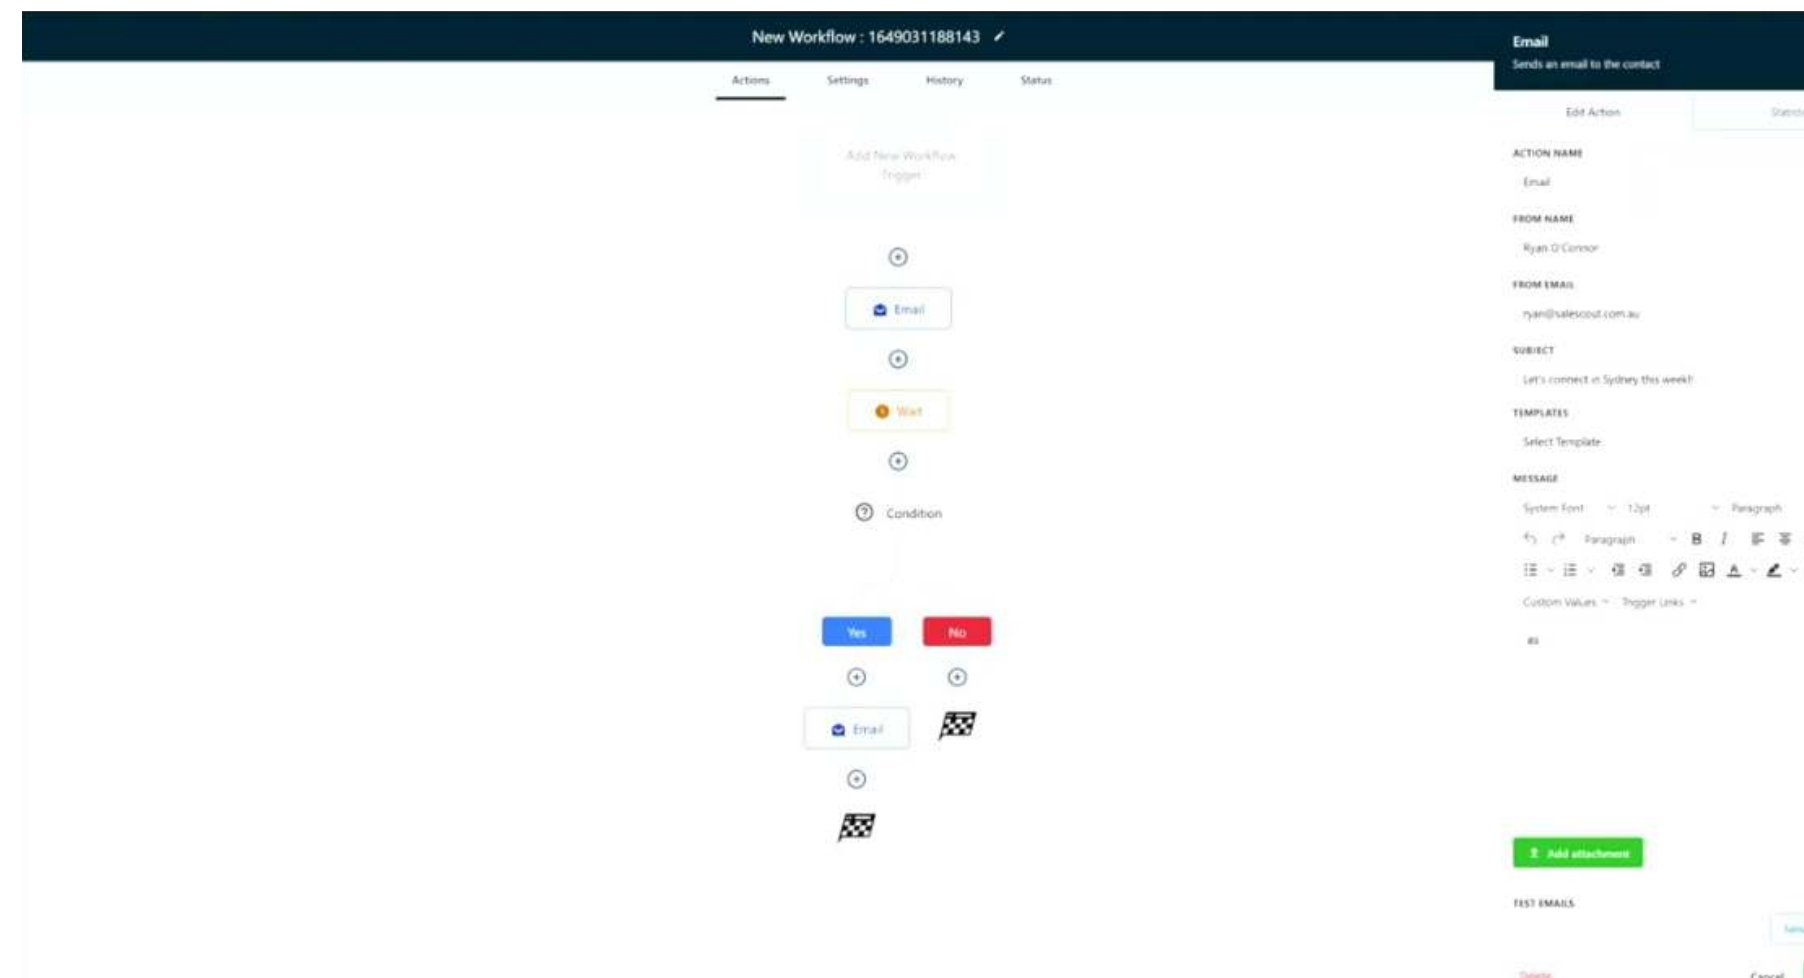 New Workflow : 1649031188143
Actions
Settings
History
Status
Add New Workflow
Trigger
Email
Wait
Condition
Yes
No
Email
Email
Sends an email to the contact
Edit Action
ACTION NAME
Email
FROM NAME
Ryan O'Connor
FROM EMAIL
ryan@salescout.com.au
SUBJECT
Let's connect in Sydney this week!!
TEMPLATES
Select Template
MESSAGE
System Font 12pt Paragraph
Paragraph B I
Custom Values Trigger Links
Add attachment
TEST EMAILS
Delete
Cancel